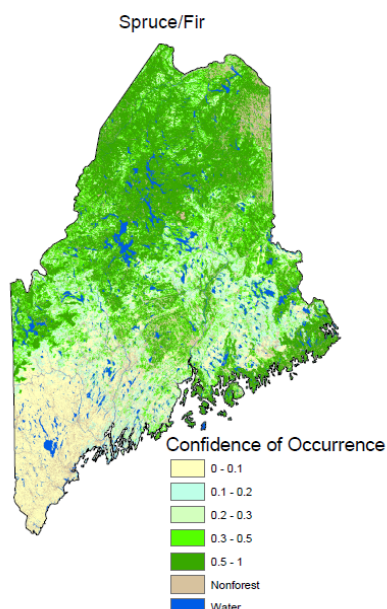 Spruce/Fir
Confidence of Occurrence
0 - 0.1
0.1 - 0.2
0.2 - 0.3
0.3 - 0.5
0.5 - 1
Nonforest
Water